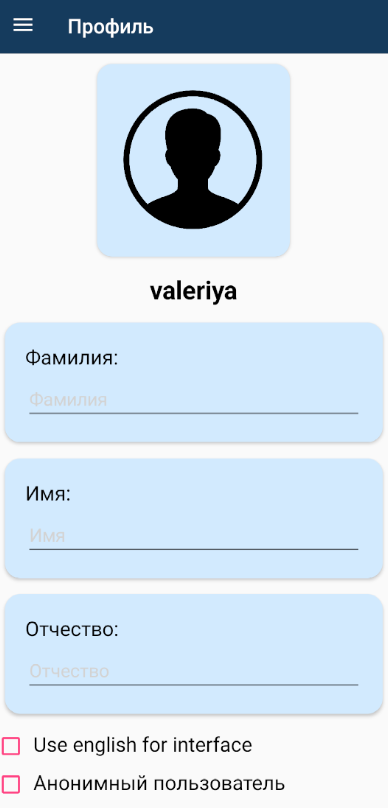 Профиль
valeriya
Фамилия:
Фамилия
Имя:
Имя
Отчество:
Отчество
Use english for interface
Анонимный пользователь